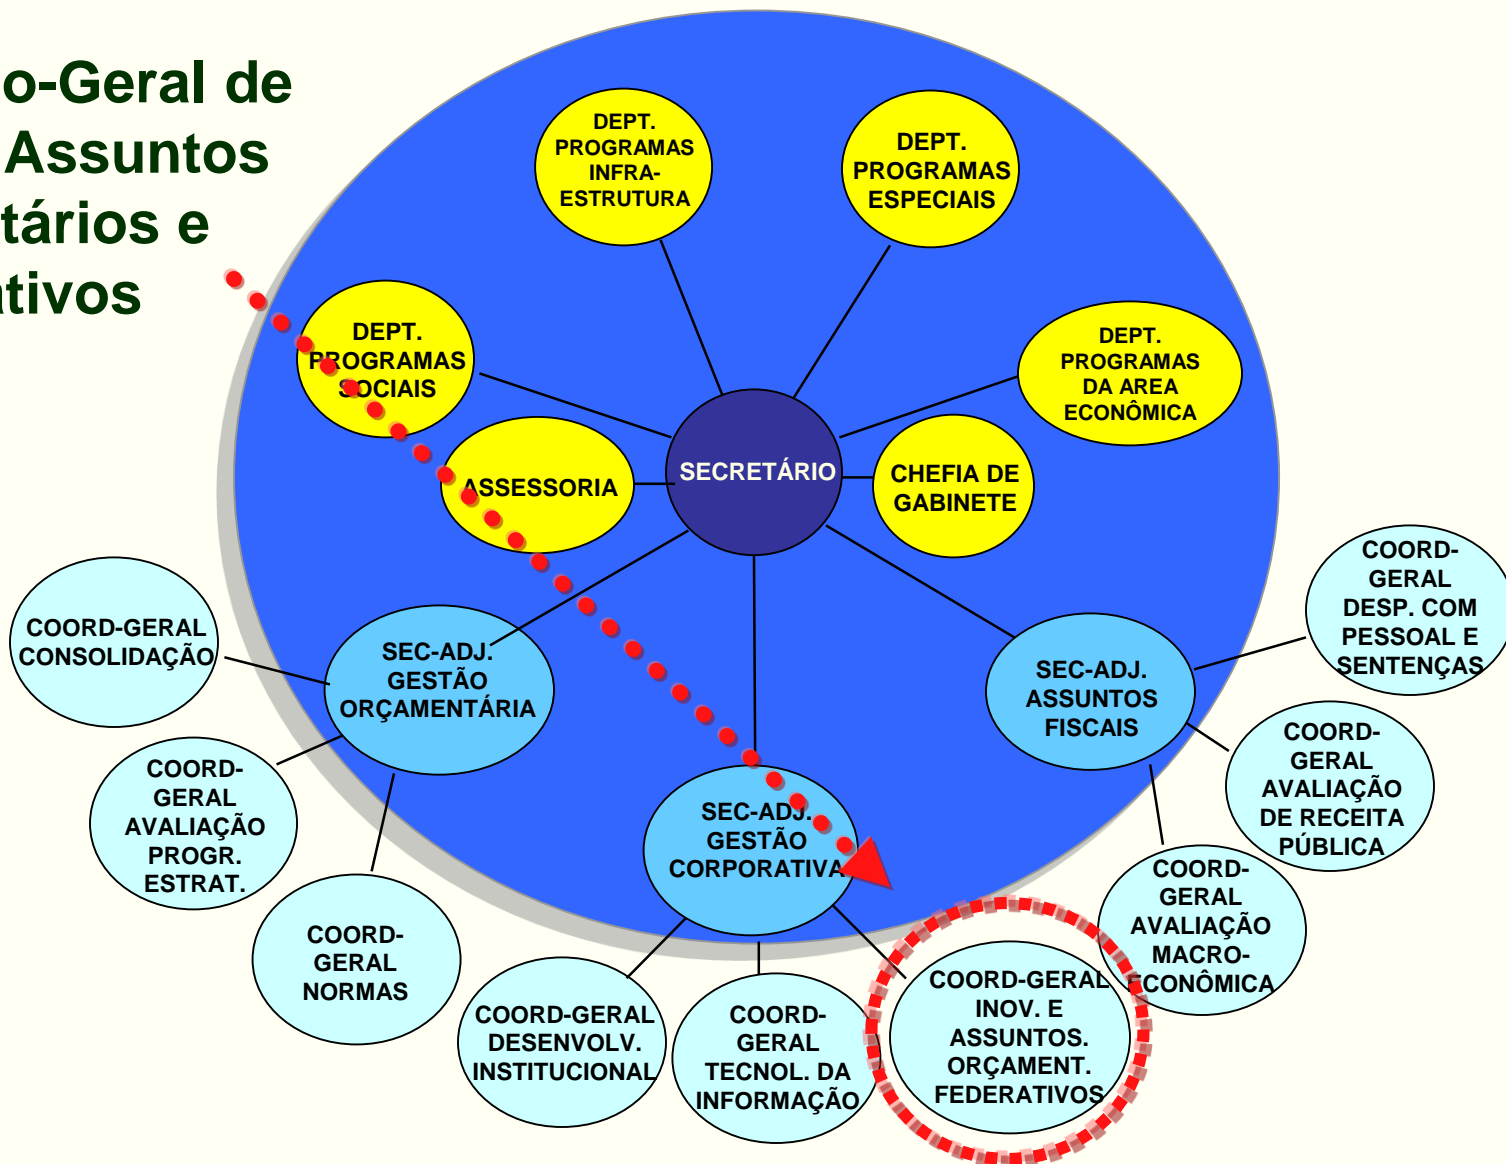 o-Geral de
Assuntos
tários e
ativos
DEPT.
PROGRAMAS
INFRA-
ESTRUTURA
DEPT.
PROGRAMAS
ESPECIAIS
DEPT.
PROGRAMAS
SOCIAIS
DEPT.
PROGRAMAS
DA AREA
ECONÔMICA
ASSESSORIA
SECRETÁRIO
CHEFIA DE
GABINETE
COORD-GERAL
CONSOLIDAÇÃO
SEC-ADJ.
GESTÃO
ORÇAMENTÁRIA
SEC-ADJ.
ASSUNTOS
FISCAIS
COORD-
GERAL
DESP. COM
PESSOAL E
SENTENÇAS
COORD-
GERAL
AVALIAÇÃO
PROGR.
ESTRAT.
SEC-ADJ.
GESTÃO
CORPORATIVA
COORD-
GERAL
AVALIAÇÃO
DE RECEITA
PÚBLICA
COORD-
GERAL
NORMAS
COORD-GERAL
DESENVOLV.
INSTITUCIONAL
COORD-
GERAL
TECNOL. DA
INFORMAÇÃO
COORD-GERAL
INOV. E
ASSUNTOS.
ORÇAMENT.
FEDERATIVOS
COORD-
GERAL
AVALIAÇÃO
MACRO-
ECONÔMICA